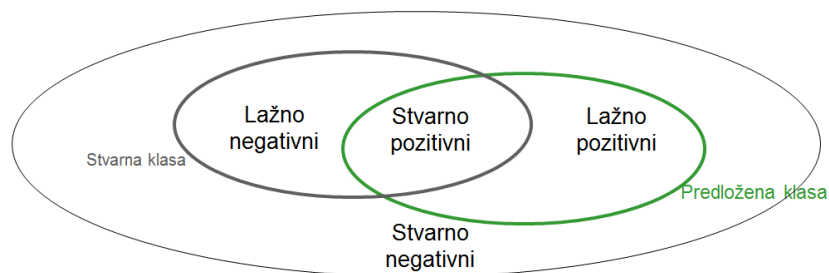 Lažno
negativni
Stvarno
pozitivni
Lažno
pozitivni
Stvarna klasa
Predložena klasa
Stvarno
negativni